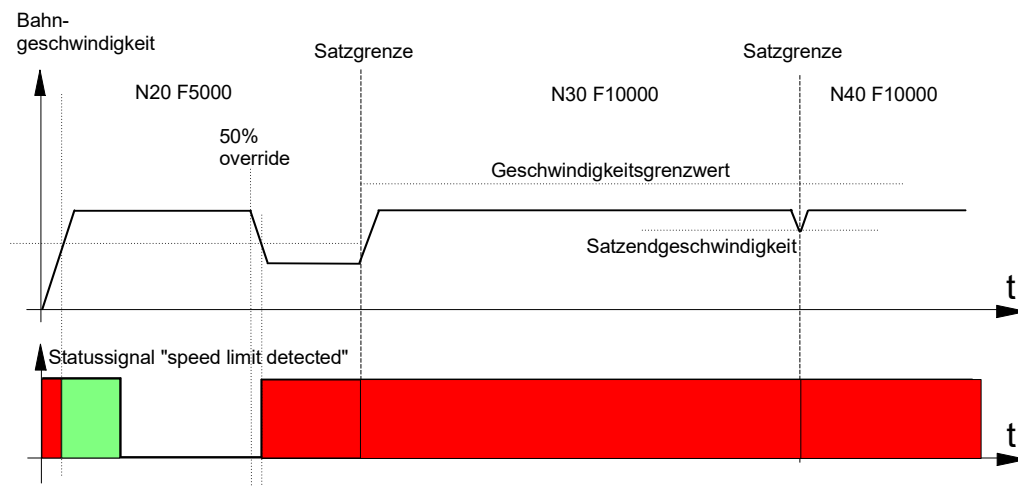 Bahn-
geschwindigkeit
Satzgrenze
Satzgrenze
N20 F5000
N30 F10000
N40 F10000
50%
override
Geschwindigkeitsgrenzwert
Satzendgeschwindigkeit
t
Statussignal "speed limit detected"
t